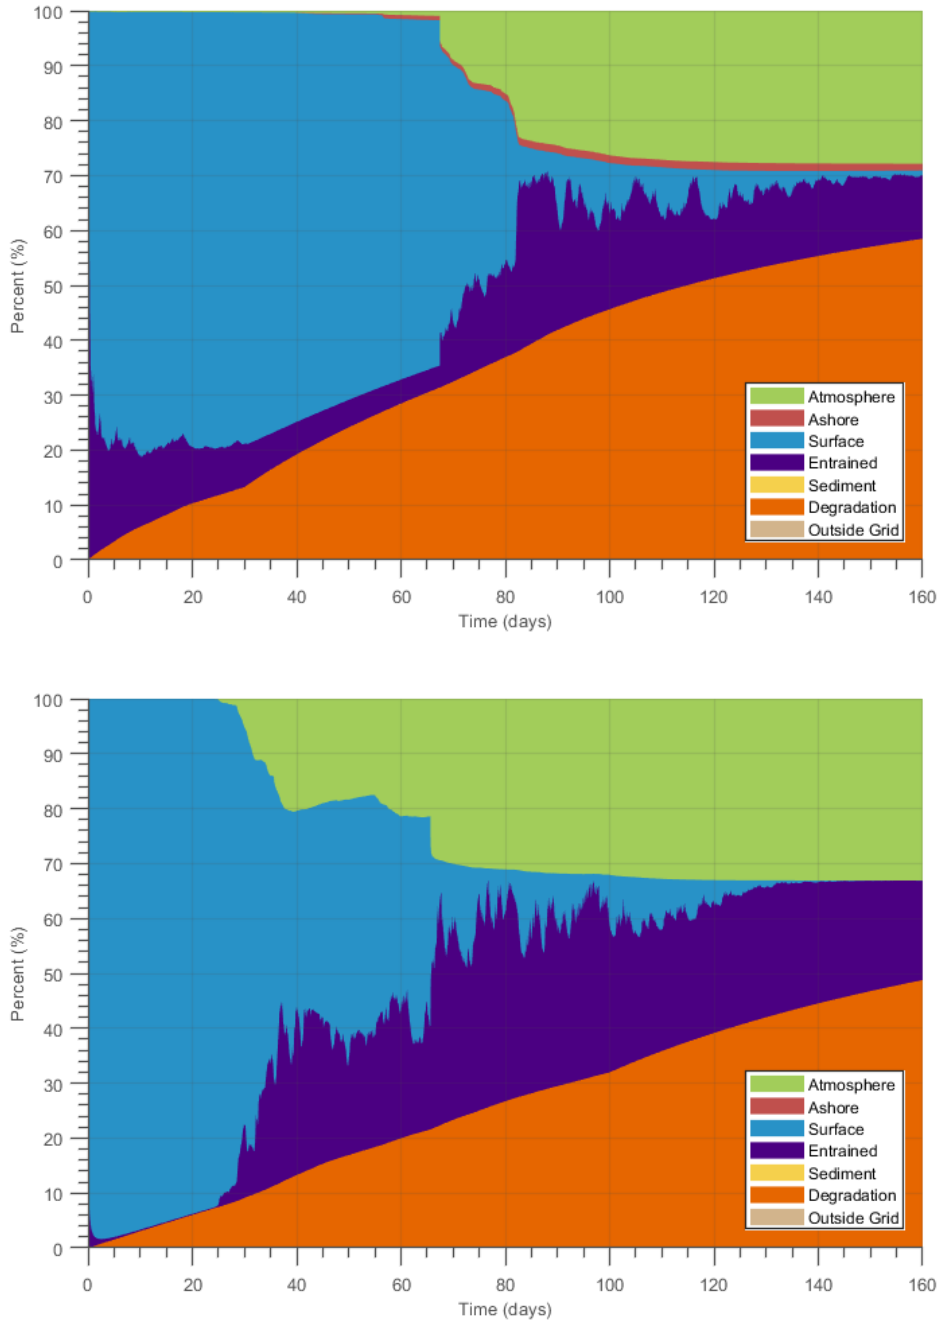 100
90
80
70
60
50
40
30
20
10
0
Percent (%)
Atmosphere
Ashore
Surface
Entrained
Sediment
Degradation
Outside Grid
0 20 40 60 80 100 120 140 160
Time (days)
100
90
80
70
60
50
40
30
20
10
0
Percent (%)
Atmosphere
Ashore
Surface
Entrained
Sediment
Degradation
Outside Grid
0 20 40 60 80 100 120 140 160
Time (days)